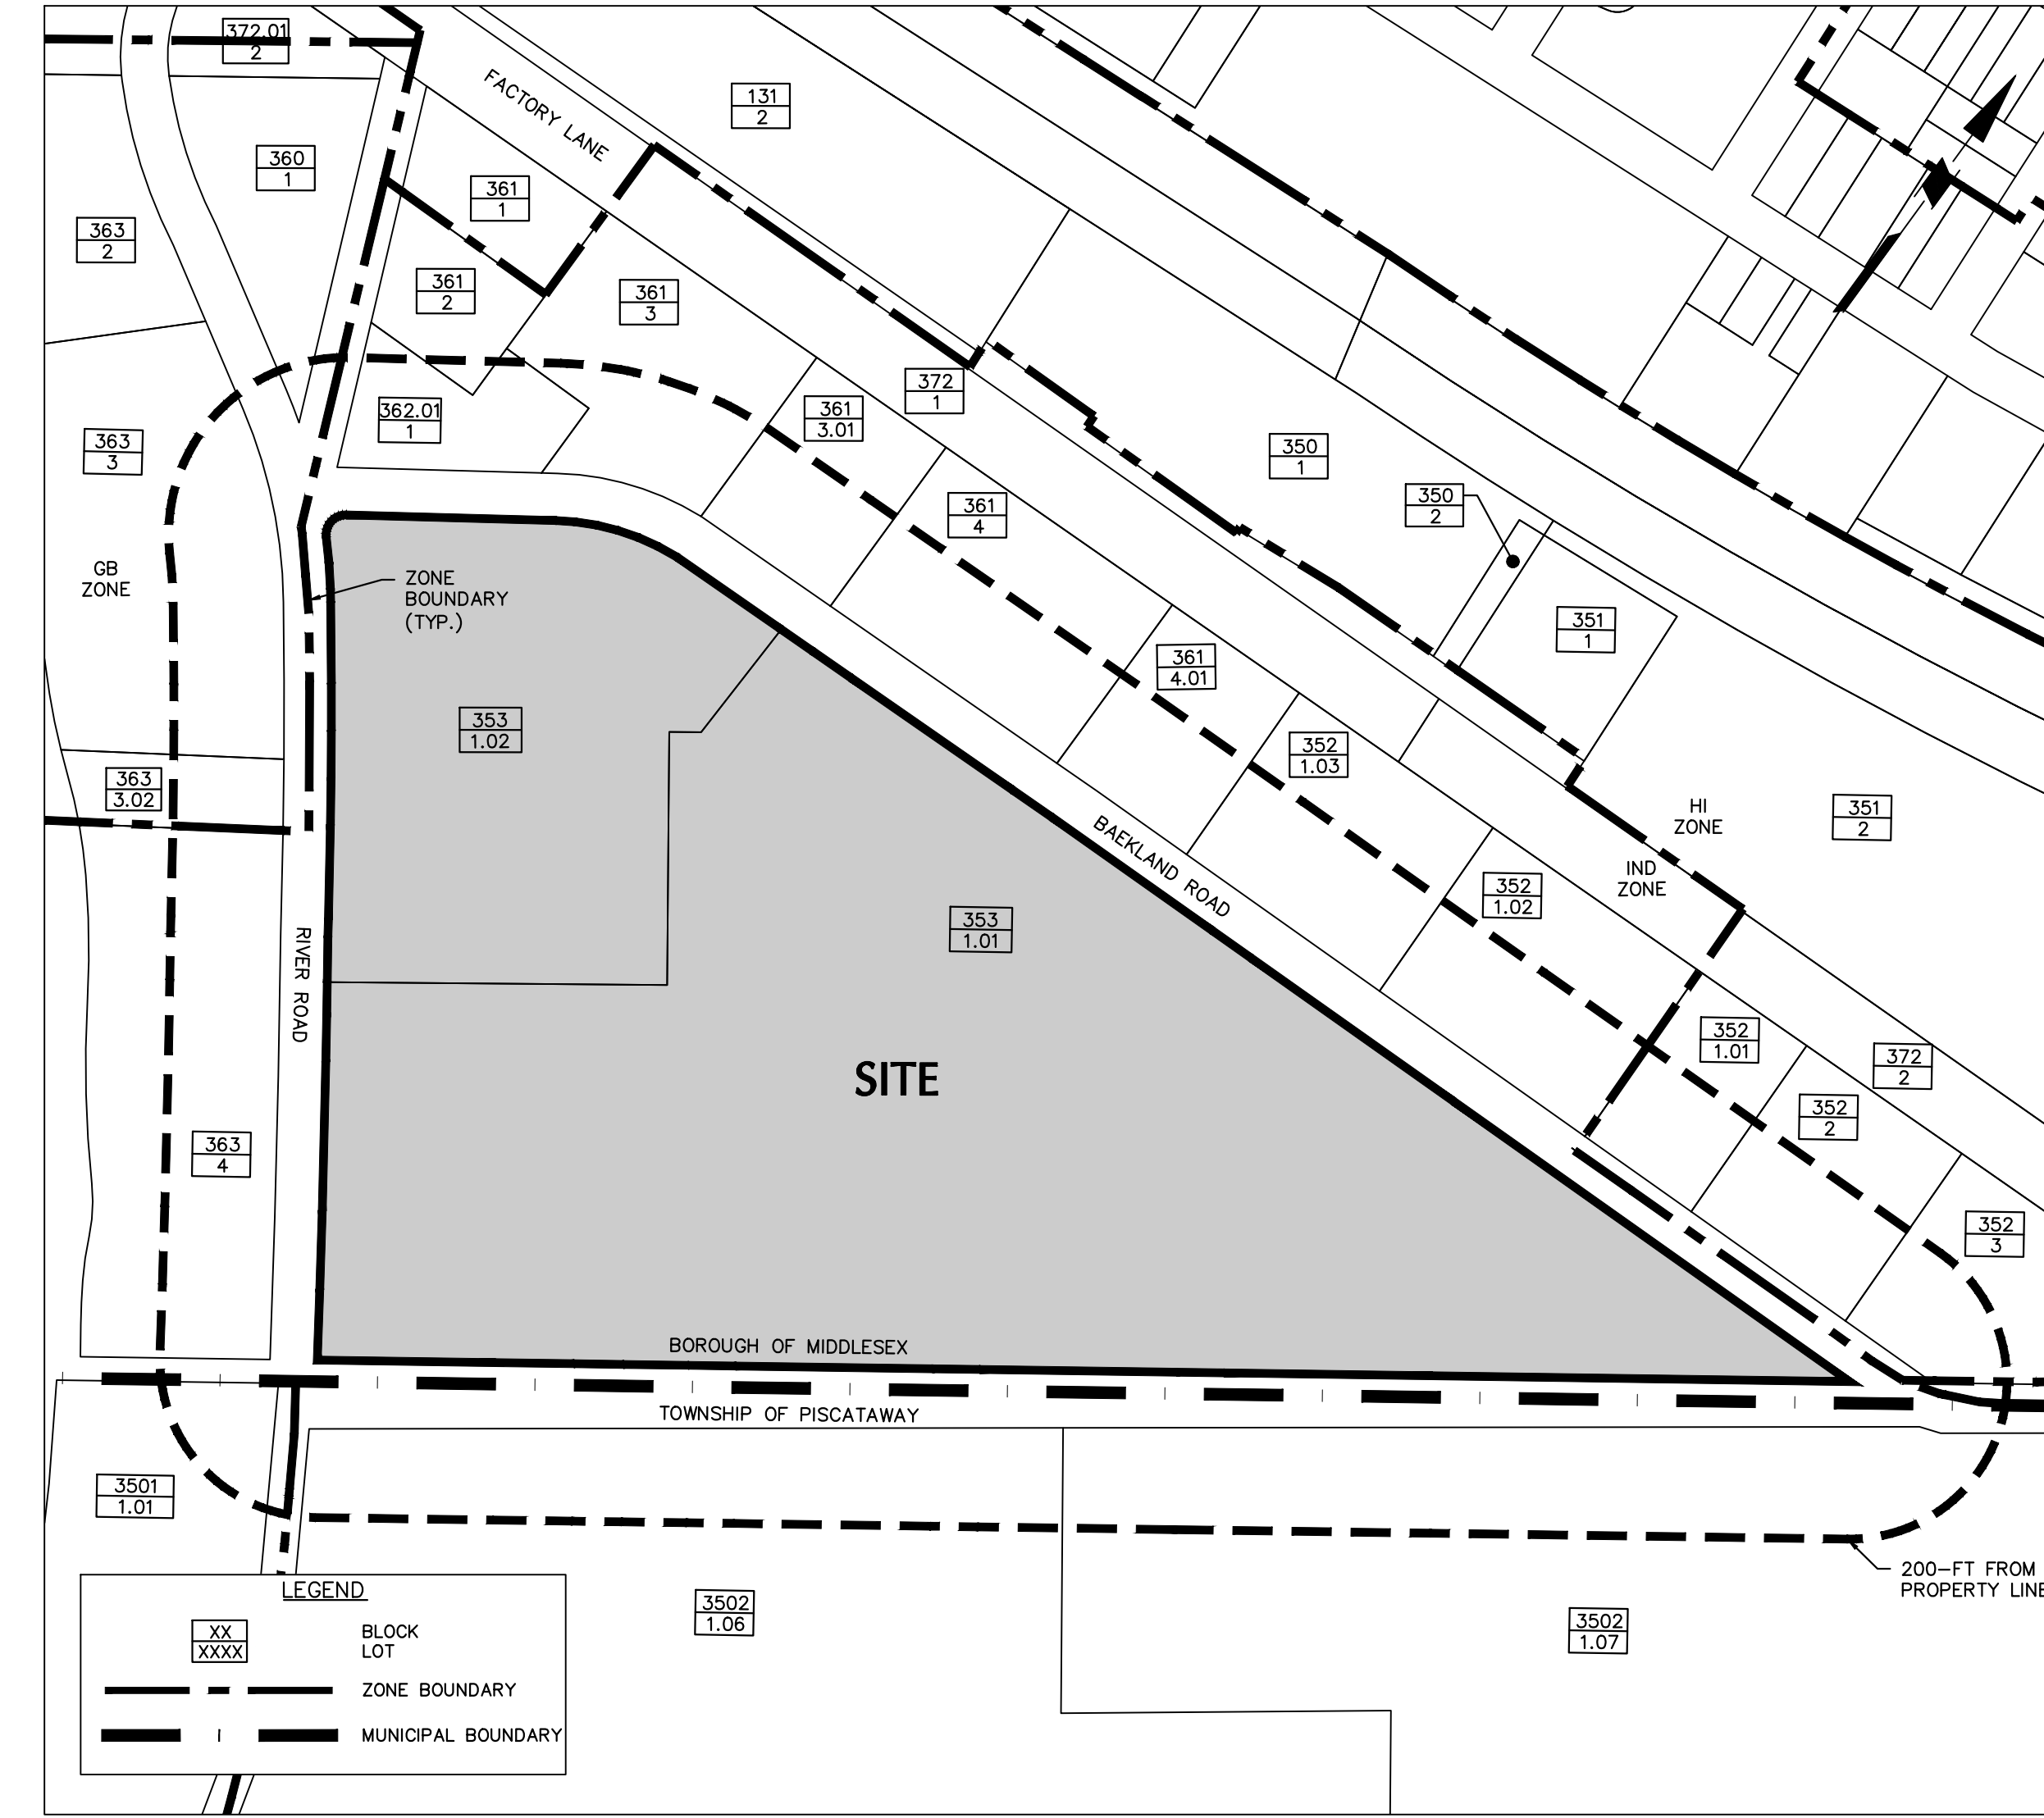 372.01
2
131
2
FACTORY LANE
360
1
361
1
363
2
361
2
361
3
372
1
361
3.01
362.01
1
363
3
350
1
350
2
361
4
GB
ZONE
ZONE
BOUNDARY
(TYP.)
351
1
361
4.01
353
1.02
352
1.03
363
3.02
HI
ZONE
351
2
BAEKLAND ROAD
IND
ZONE
352
1.02
353
1.01
RIVER ROAD
352
1.01
372
2
SITE
352
2
363
4
352
3
BOROUGH OF MIDDLESEX
TOWNSHIP OF PISCATAWAY
3501
1.01
200-FT FROM
PROPERTY LINE
3502
1.06
3502
1.07
LEGEND
XX
XXXX
BLOCK
LOT
ZONE BOUNDARY
MUNICIPAL BOUNDARY